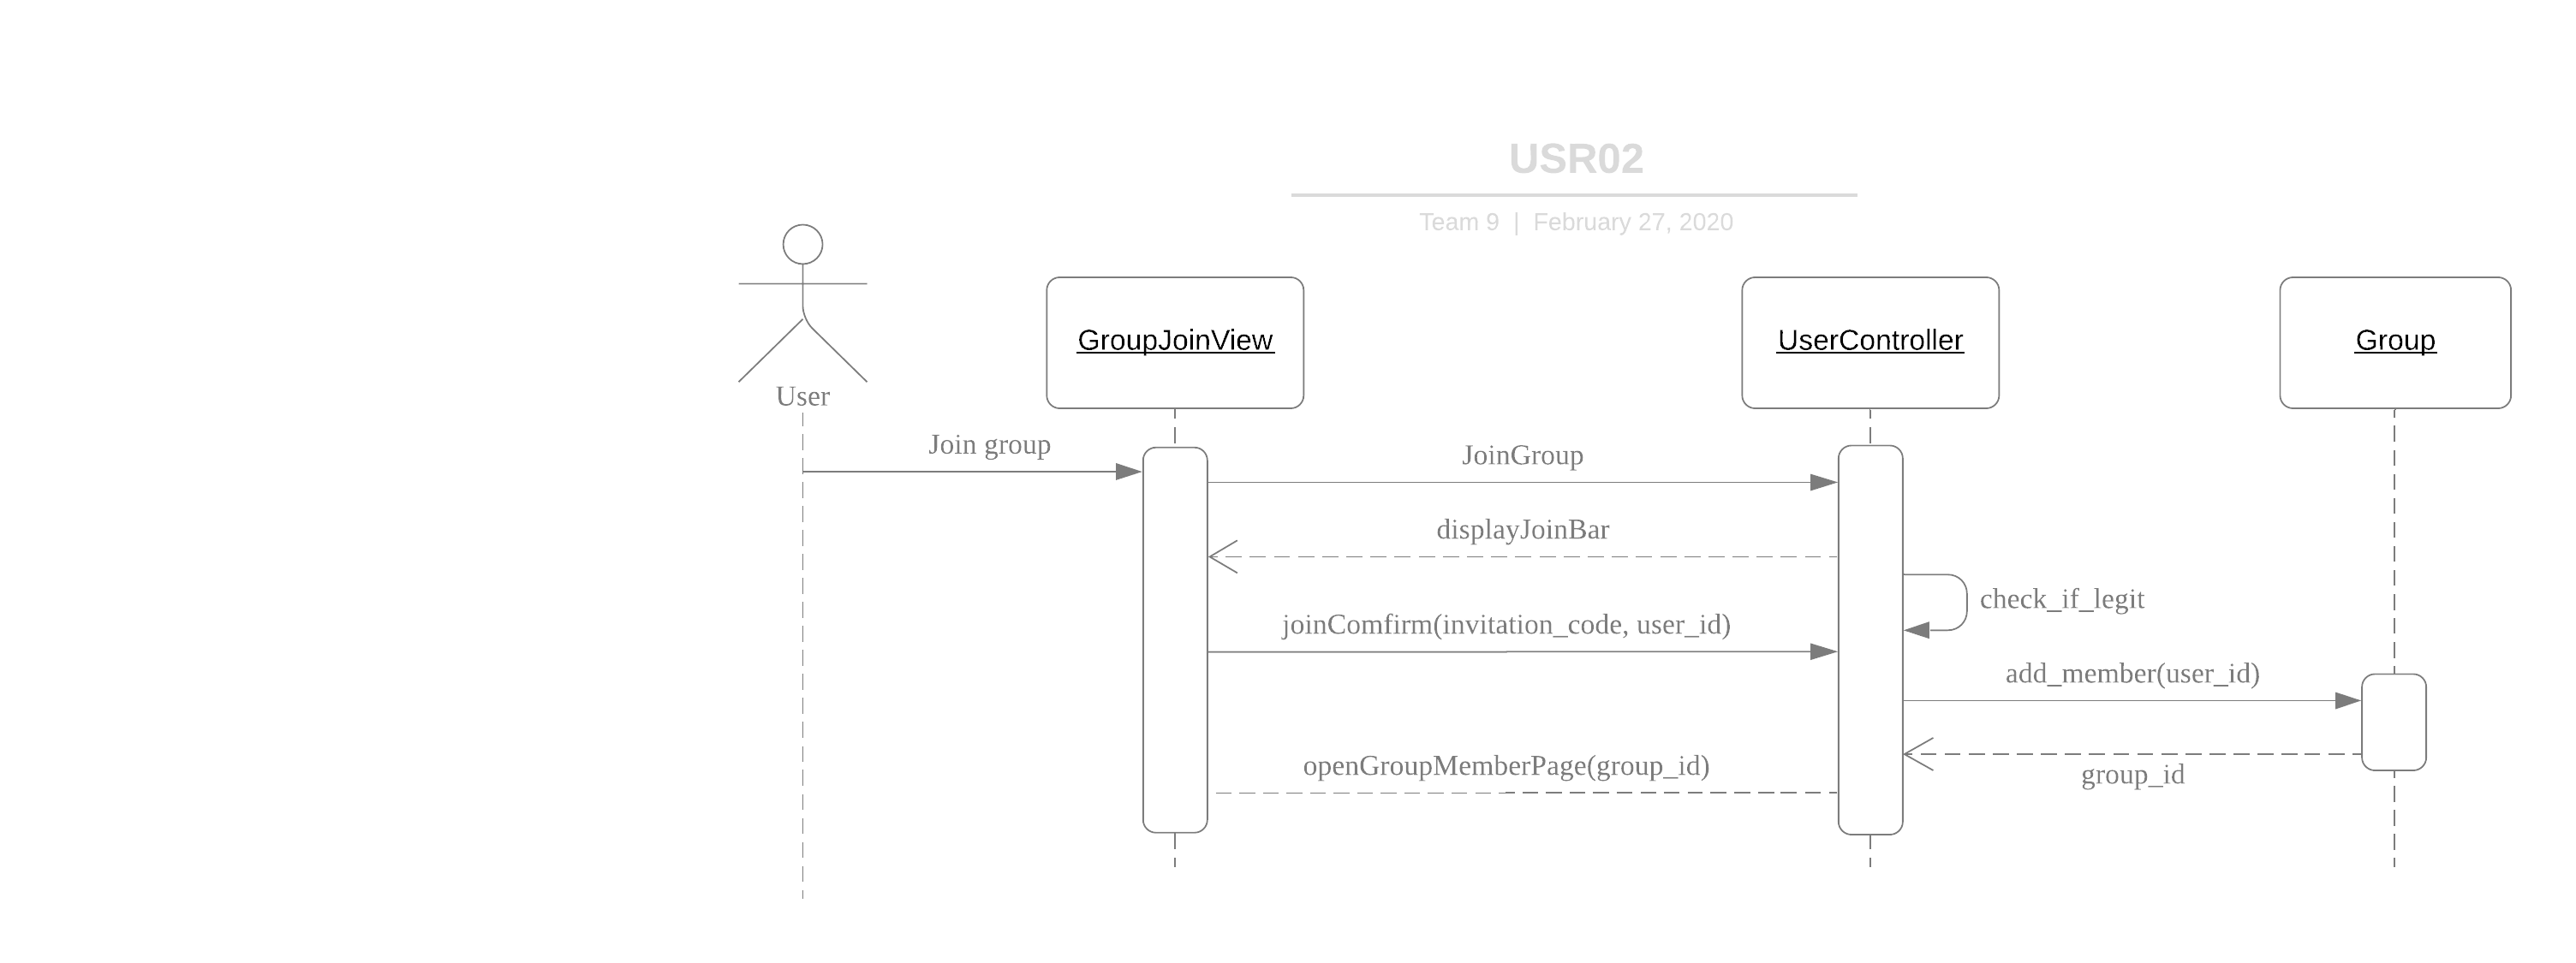 USR02
Team 9 | February 27, 2020
User
GroupJoinView
UserController
Group
Join group
JoinGroup
displayJoinBar
check_if_legit
joinComfirm(invitation_code, user_id)
add_member(user_id)
group_id
openGroupMemberPage(group_id)